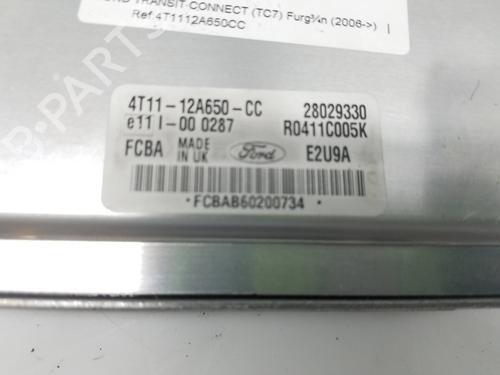 TRANSIT CONNECT (TC7) Furg¾n (2006->) |
Ref.4T1112A650CC
4T11-12A650-CC 28029330
e11 I-00 0287 R0411C005K
FCBA MADE IN UK Ford E2U9A
*FCBAB60200734*